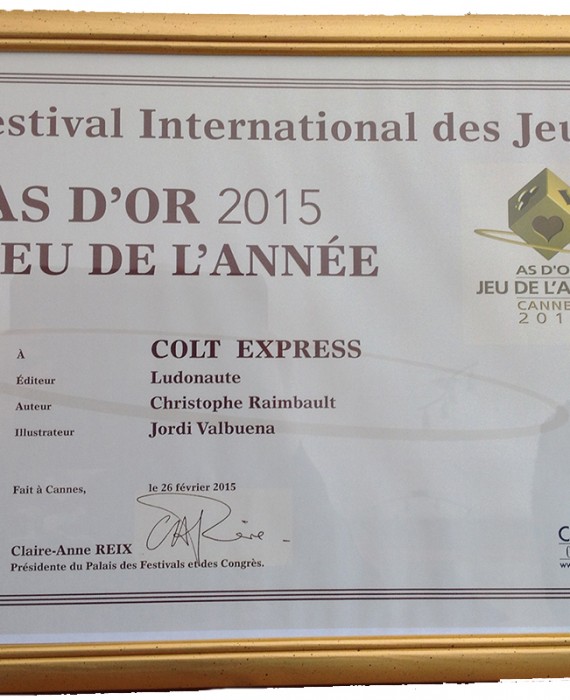 estival International des Jeu
AS D'OR 2015
EU DE L'ANNÉE
AS D'O
JEU DE L'A
CANNE
201
À COLT EXPRESS
Éditeur Ludonaute
Auteur Christophe Raimbault
Illustrateur Jordi Valbuena
Fait à Cannes, le 26 février 2015
Claire-Anne REIX
Présidente du Palais des Festivals et des Congrès.
C
www